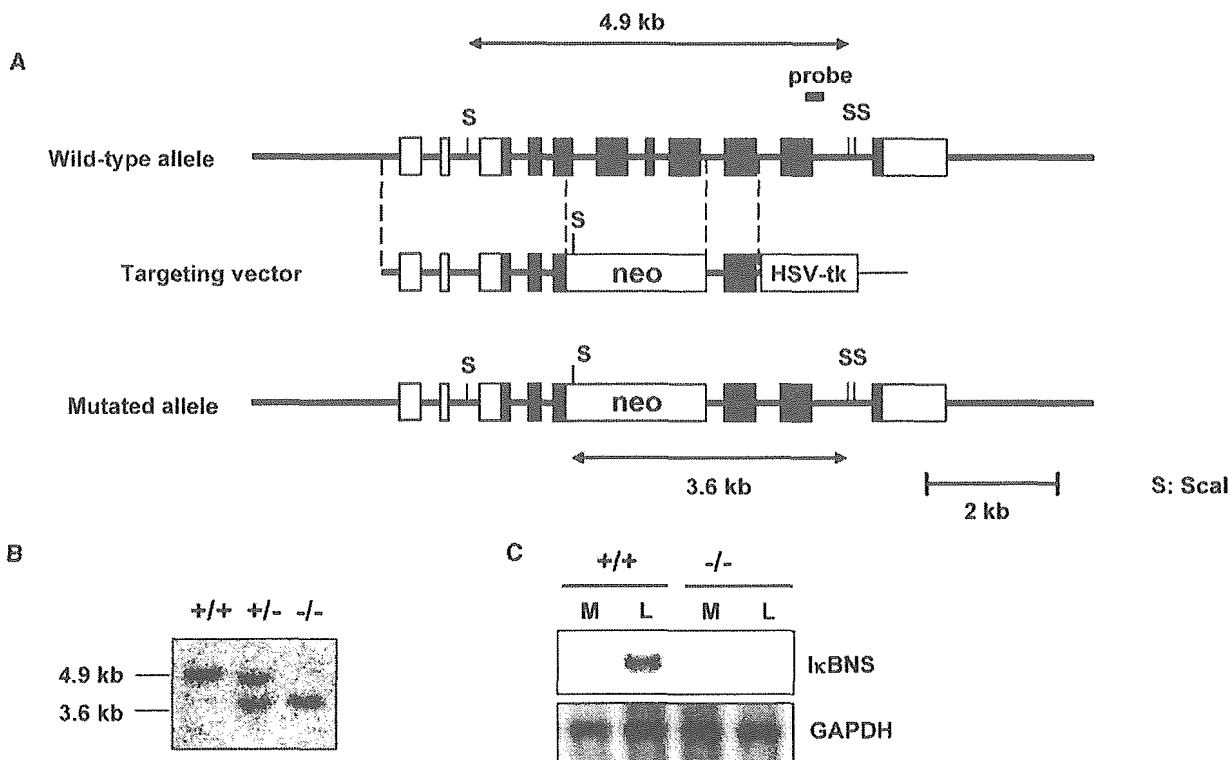 4.9 kb
A
probe
S SS
Wild-type allele
S
Targeting vector neo HSV-tk
S S SS
Mutated allele neo
3.6 kb
S: ScaI
2 kb
B
+/+ +/- -/-
4.9 kb
3.6 kb
C
+/+ -/-
M L M L
IκBNS
GAPDH